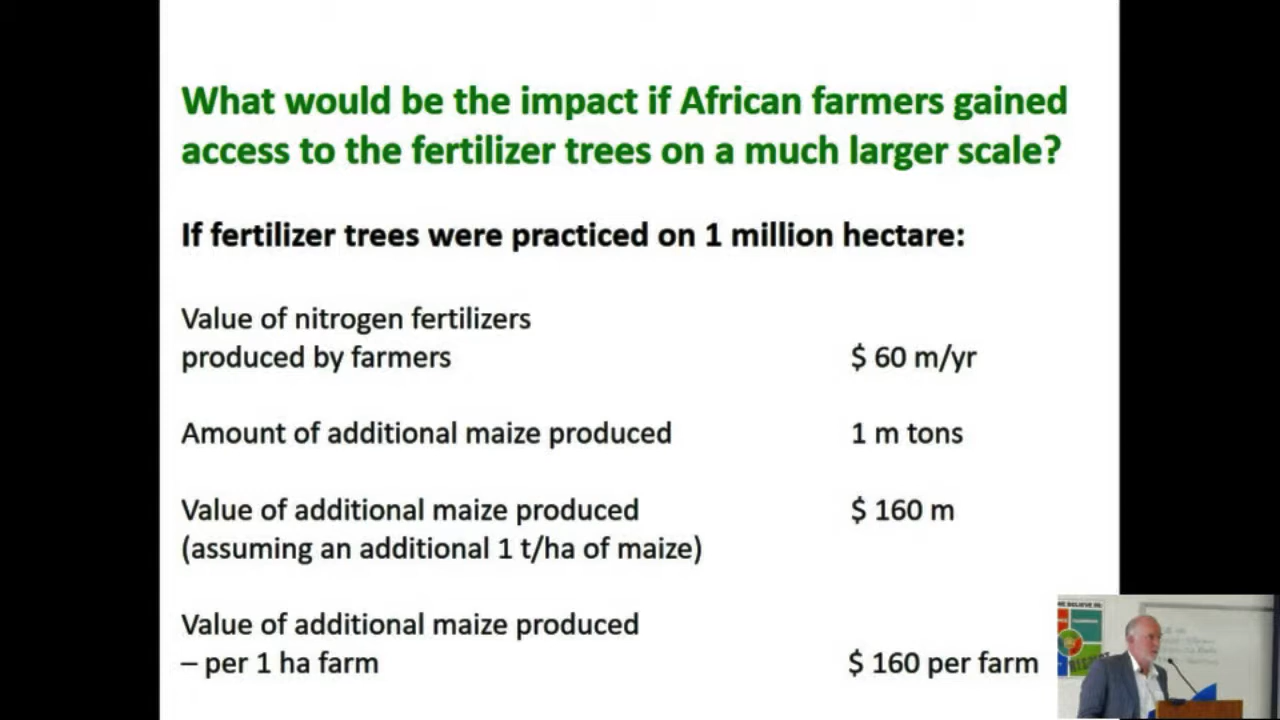 What would be the impact if African farmers gained
access to the fertilizer trees on a much larger scale?
If fertilizer trees were practiced on 1 million hectare:
Value of nitrogen fertilizers
produced by farmers $ 60 m/yr
Amount of additional maize produced 1 m tons
Value of additional maize produced $ 160 m
(assuming an additional 1 t/ha of maize)
Value of additional maize produced
– per 1 ha farm $ 160 per farm